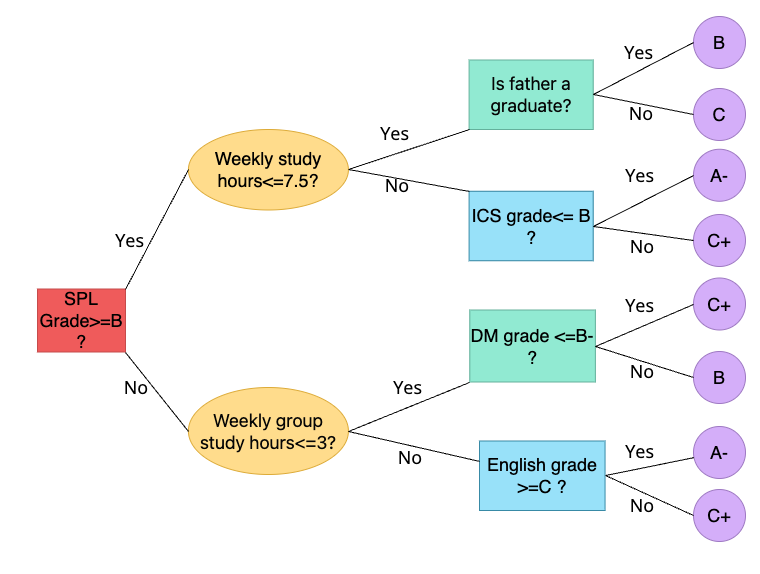 B
Yes
Is father a
graduate?
No
C
Yes
Weekly study
hours<=7.5?
No
Yes
A-
ICS grade<= B
?
No
C+
Yes
SPL
Grade>=B
?
No
Yes
C+
DM grade <=B-
?
No
B
Yes
Weekly group
study hours<=3?
No
Yes
A-
English grade
>=C ?
No
C+